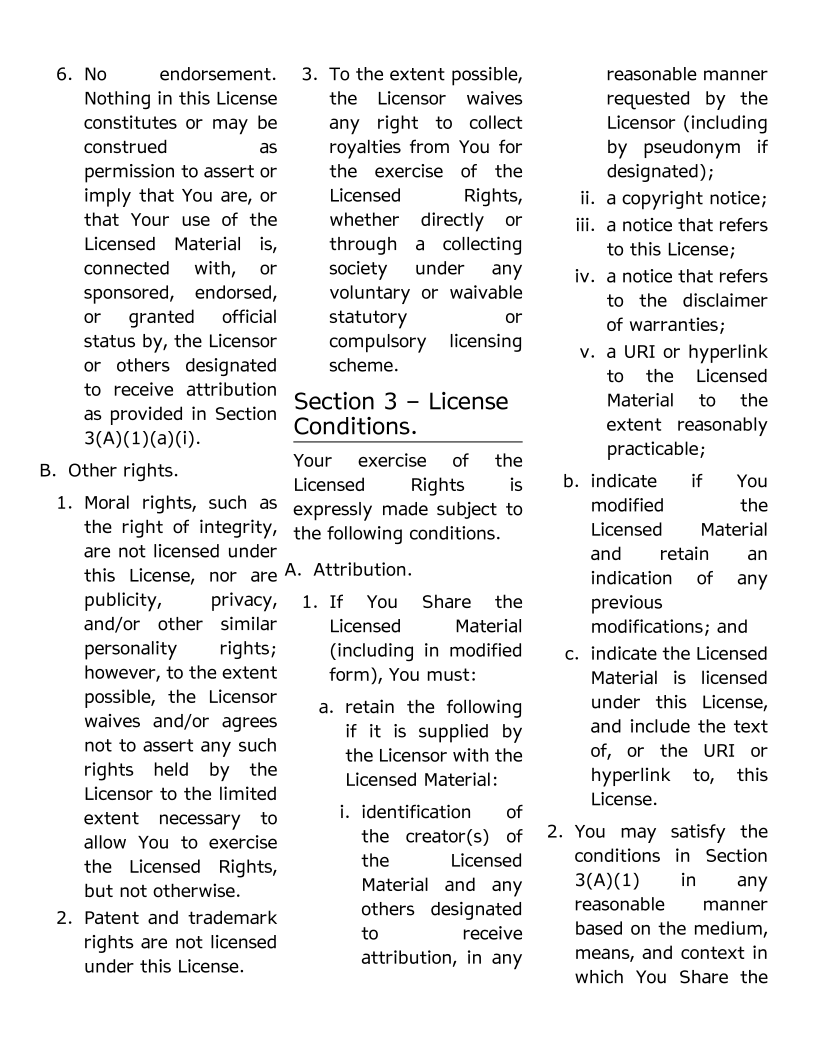 6. No endorsement.
Nothing in this License
constitutes or may be
construed as
permission to assert or
imply that You are, or
that Your use of the
Licensed Material is,
connected with, or
sponsored, endorsed,
or granted official
status by, the Licensor
or others designated
to receive attribution
as provided in Section
3(A)(1)(a)(i).
B. Other rights.
1. Moral rights, such as
the right of integrity,
are not licensed under
this License, nor are
publicity, privacy,
and/or other similar
personality rights;
however, to the extent
possible, the Licensor
waives and/or agrees
not to assert any such
rights held by the
Licensor to the limited
extent necessary to
allow You to exercise
the Licensed Rights,
but not otherwise.
2. Patent and trademark
rights are not licensed
under this License.
3. To the extent possible,
the Licensor waives
any right to collect
royalties from You for
the exercise of the
Licensed Rights,
whether directly or
through a collecting
society under any
voluntary or waivable
statutory or
compulsory licensing
scheme.
Section 3 – License
Conditions.
Your exercise of the
Licensed Rights is
expressly made subject to
the following conditions.
A. Attribution.
1. If You Share the
Licensed Material
(including in modified
form), You must:
a. retain the following
if it is supplied by
the Licensor with the
Licensed Material:
i. identification of
the creator(s) of
the Licensed
Material and any
others designated
to receive
attribution, in any
reasonable manner
requested by the
Licensor (including
by pseudonym if
designated);
ii. a copyright notice;
iii. a notice that refers
to this License;
iv. a notice that refers
to the disclaimer
of warranties;
v. a URI or hyperlink
to the Licensed
Material to the
extent reasonably
practicable;
b. indicate if You
modified the
Licensed Material
and retain an
indication of any
previous
modifications; and
c. indicate the Licensed
Material is licensed
under this License,
and include the text
of, or the URI or
hyperlink to, this
License.
2. You may satisfy the
conditions in Section
3(A)(1) in any
reasonable manner
based on the medium,
means, and context in
which You Share the